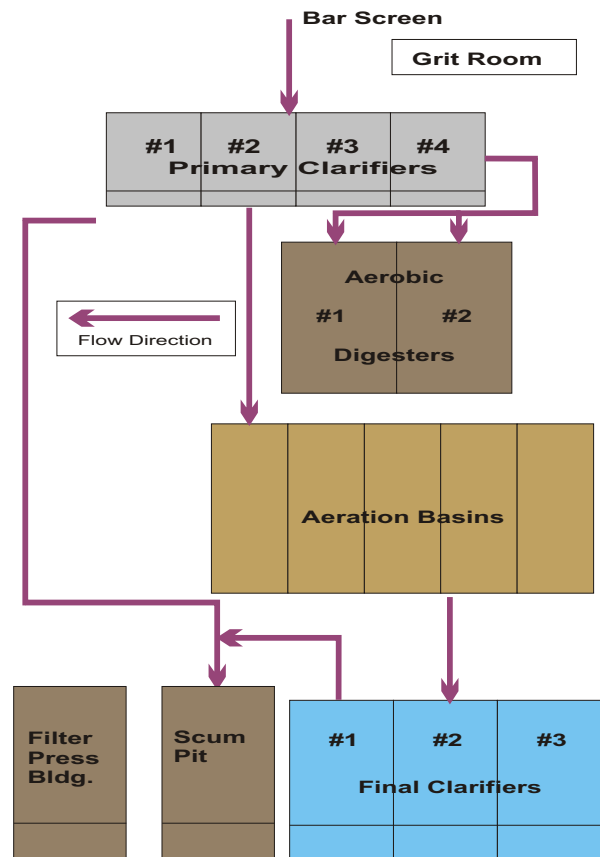 Bar Screen
Grit Room
#1 #2 #3 #4
Primary Clarifiers
Aerobic
#1 #2
Digesters
Flow Direction
Aeration Basins
Filter
Press
Bldg.
Scum
Pit
#1 #2 #3
Final Clarifiers